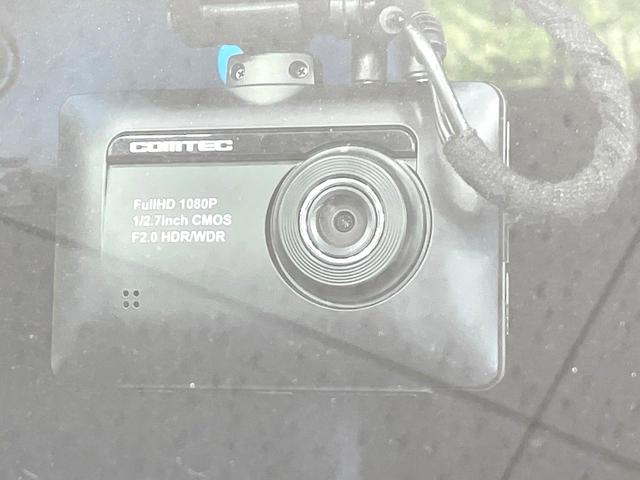 COMTEC
FullHD 1080P
1/2.7inch CMOS
F2.0 HDR/WDR